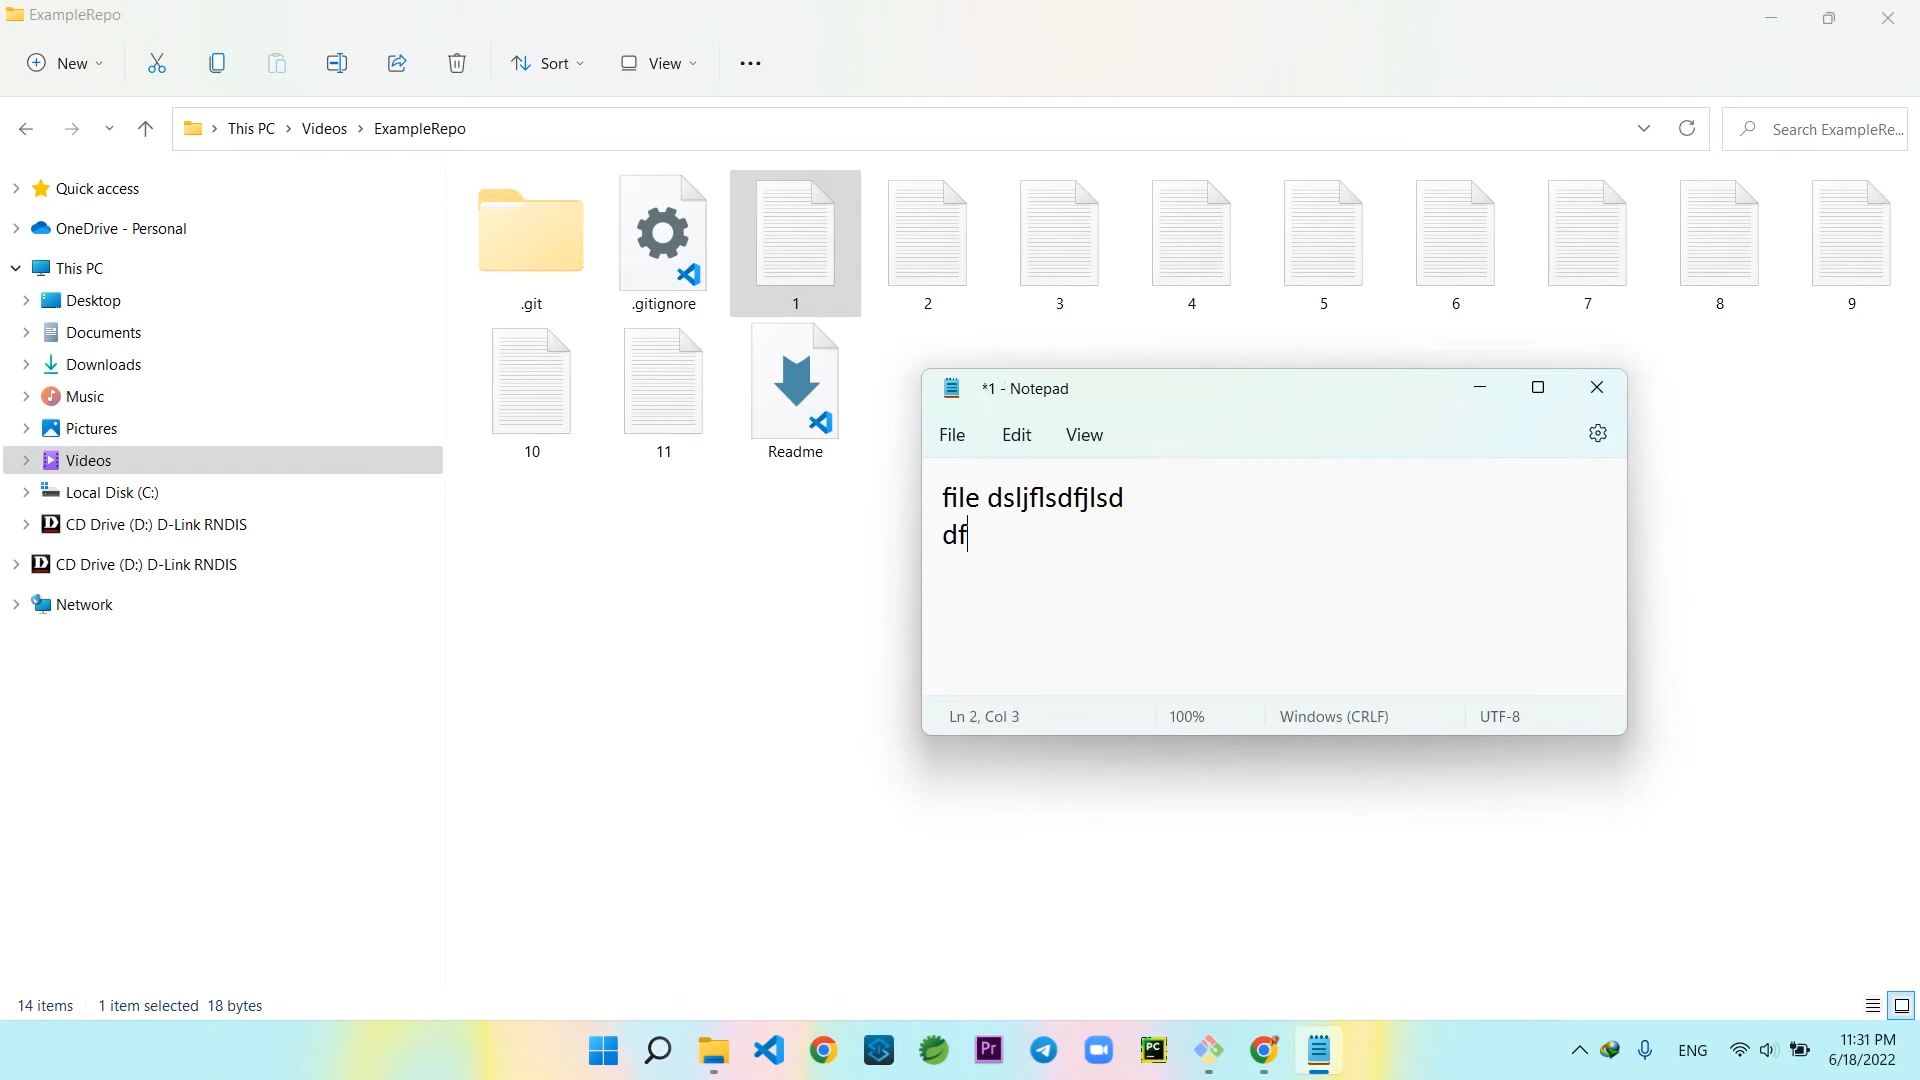 ExampleRepo
New
Sort
View
This PC
Videos
ExampleRepo
Search ExampleRe...
Quick access
OneDrive - Personal
This PC
Desktop
Documents
Downloads
Music
Pictures
Videos
Local Disk (C:)
CD Drive (D:) D-Link RNDIS
CD Drive (D:) D-Link RNDIS
Network
.git
.gitignore
1
2
3
4
5
6
7
8
9
10
11
Readme
*1 - Notepad
File
Edit
View
file dsljflsdfjlsd
df
Ln 2, Col 3
100%
Windows (CRLF)
UTF-8
14 items
1 item selected 18 bytes
Pr
PC
ENG
11:31 PM
6/18/2022